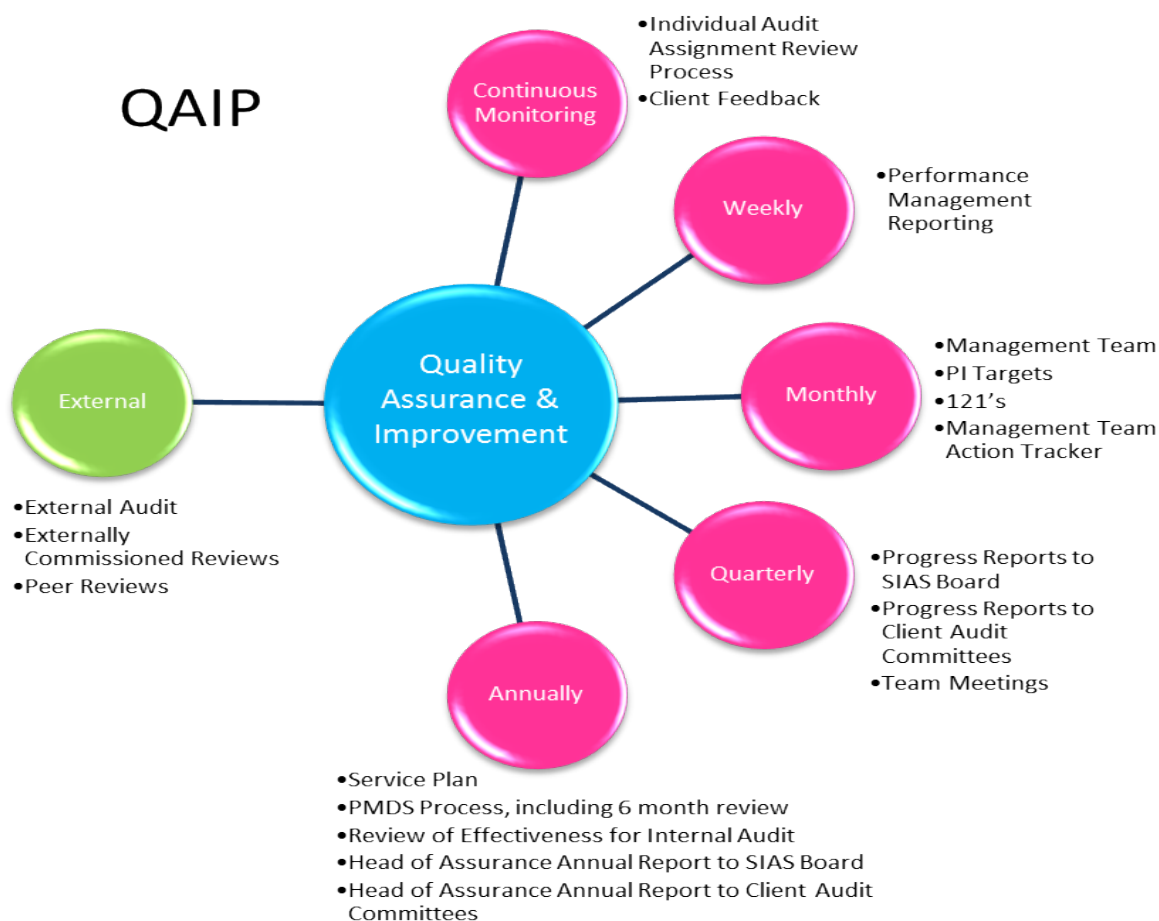 QAIP
Continuous
Monitoring
•Individual Audit
Assignment Review
Process
•Client Feedback
Weekly
•Performance
Management
Reporting
Monthly
•Management Team
•PI Targets
•121’s
•Management Team
Action Tracker
Quarterly
•Progress Reports to
SIAS Board
•Progress Reports to
Client Audit
Committees
•Team Meetings
Annually
•Service Plan
•PMDS Process, including 6 month review
•Review of Effectiveness for Internal Audit
•Head of Assurance Annual Report to SIAS Board
•Head of Assurance Annual Report to Client Audit
Committees
External
•External Audit
•Externally
Commissioned Reviews
•Peer Reviews
Quality
Assurance &
Improvement